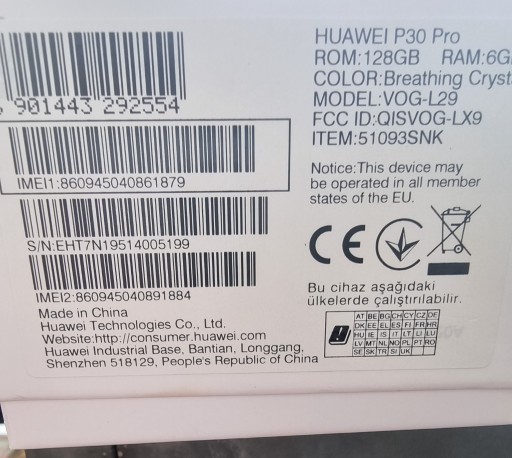 HUAWEI P30 Pro
ROM:128GB RAM:6G
COLOR:Breathing Cryst
MODEL:VOG-L29
FCC ID:QISVOG-LX9
ITEM:51093SNK
901443 292554
IMEI1:860945040861879
S/N:EHT7N19514005199
IMEI2:860945040891884
Notice:This device may
be operated in all member
states of the EU.
CE
Bu cihaz aşağıdaki
ülkelerde çalıştırılabilir.
AT BE BG CH CY CZ DE
DK EE EL ES FI FR HR
HU IE IS IT LT LI LU
LV MT NL NO PL PT RO
SE SK TR SI UK
Made in China
Huawei Technologies Co., Ltd.
Website:http://consumer.huawei.com
Huawei Industrial Base, Bantian, Longgang,
Shenzhen 518129, People's Republic of China